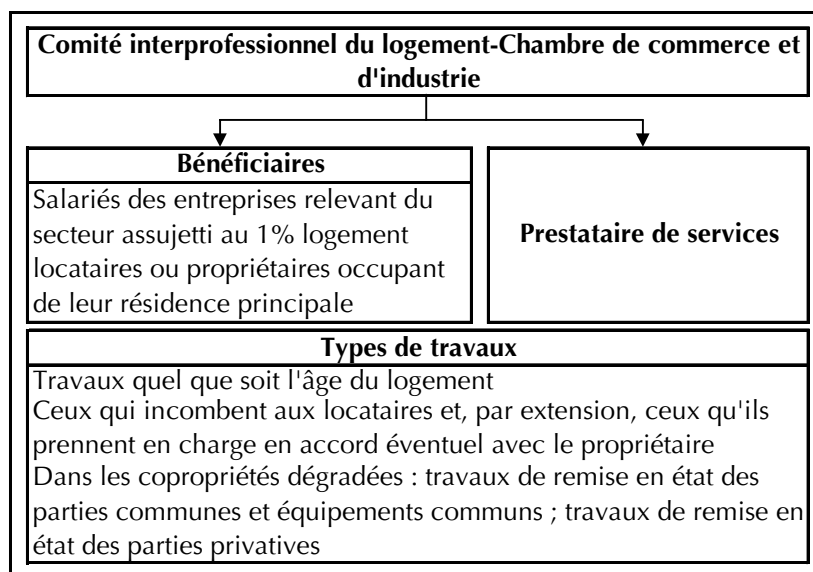 Comité interprofessionnel du logement-Chambre de commerce et
d'industrie
Bénéficiaires
Salariés des entreprises relevant du
secteur assujetti au 1% logement
locataires ou propriétaires occupant
de leur résidence principale
Prestataire de services
Types de travaux
Travaux quel que soit l'âge du logement
Ceux qui incombent aux locataires et, par extension, ceux qu'ils
prennent en charge en accord éventuel avec le propriétaire
Dans les copropriétés dégradées : travaux de remise en état des
parties communes et équipements communs ; travaux de remise en
état des parties privatives